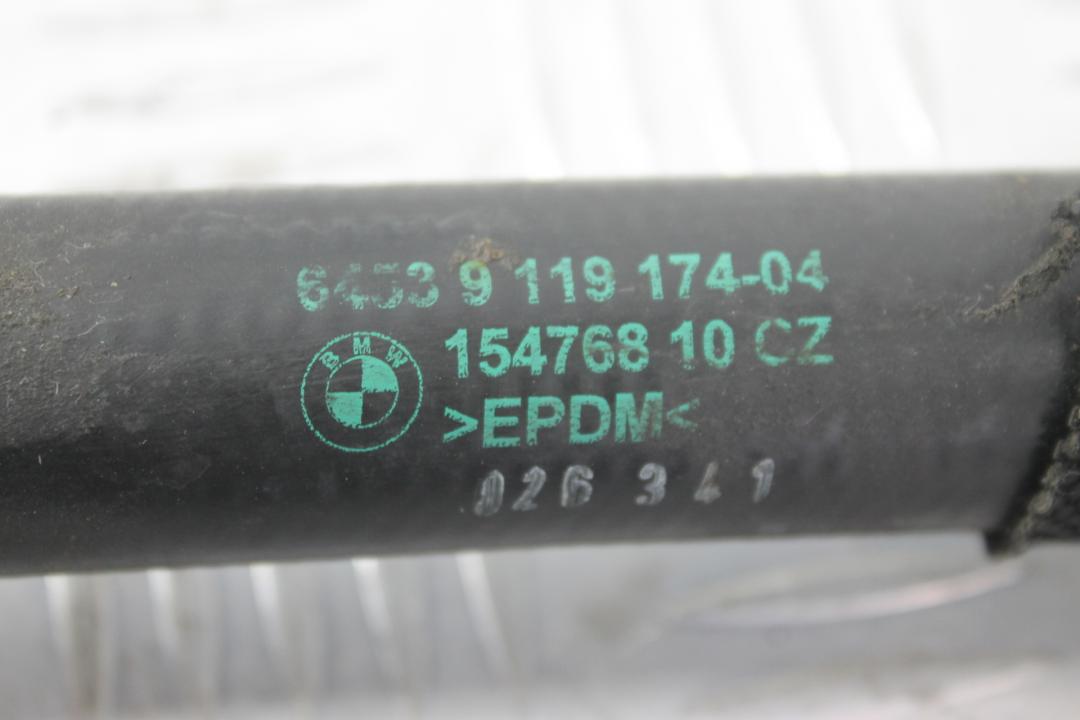 6453 9 119 174-04
BMW
154768 10 CZ
>EPDM<
026 341